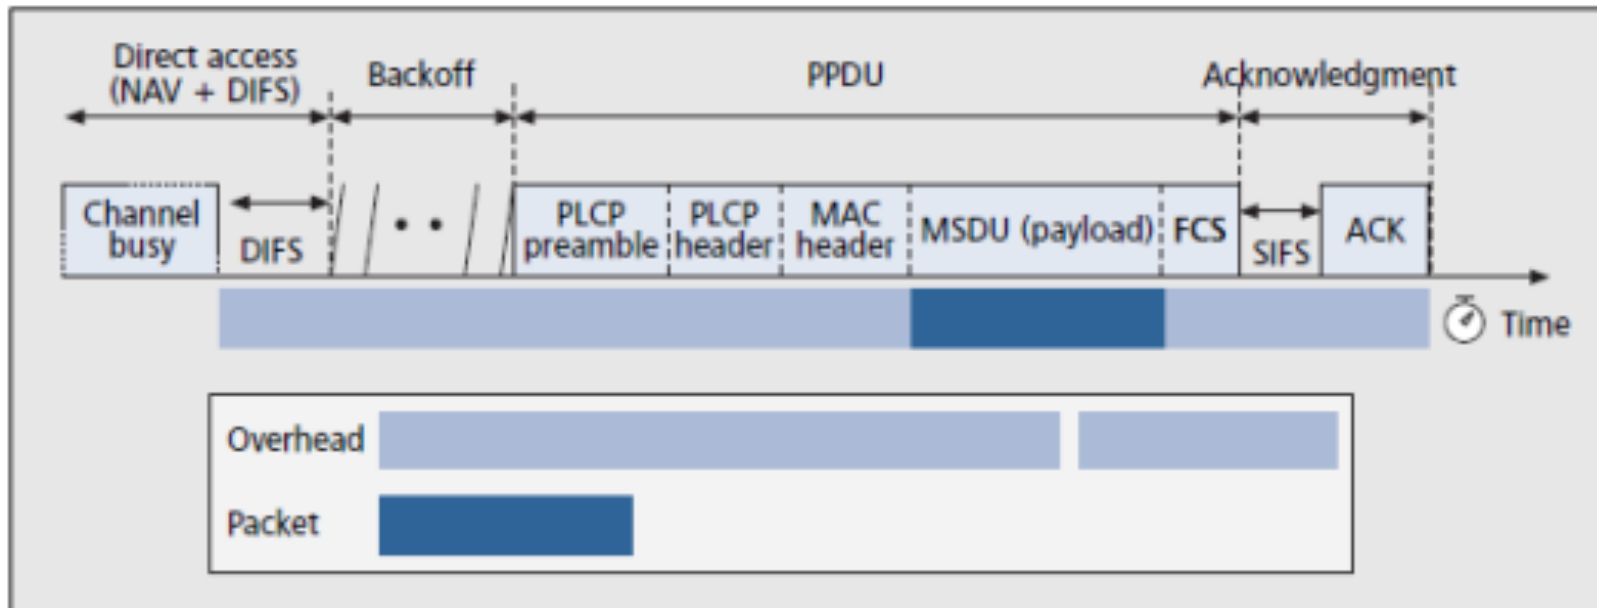 Direct access
(NAV + DIFS)
Backoff
PPDU
Acknowledgment
Channel
busy
DIFS
PLCP
preamble
PLCP
header
MAC
header
MSDU (payload)
FCS
SIFS
ACK
Time
Overhead
Packet